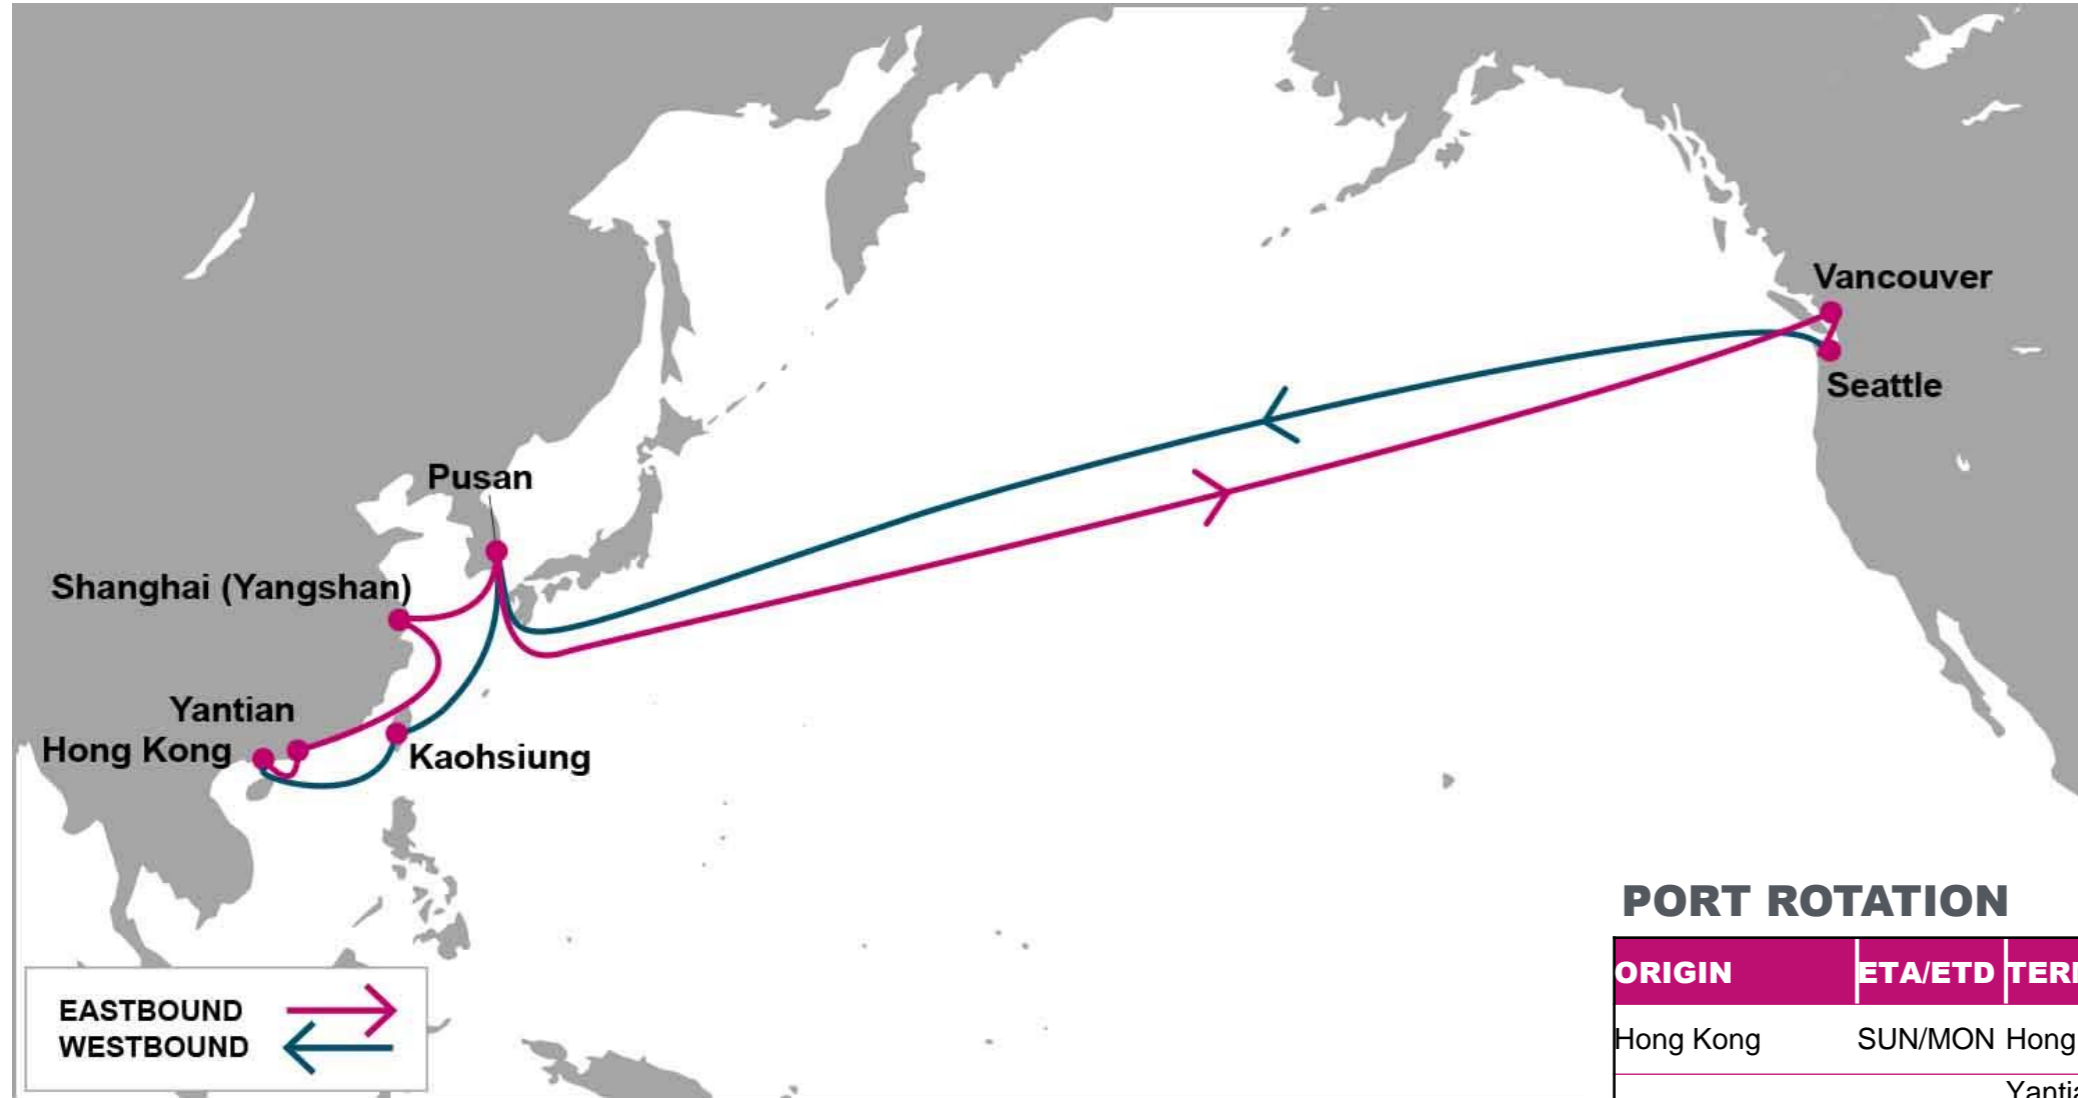 Vancouver
Seattle
Pusan
Shanghai (Yangshan)
Yantian
Hong Kong
Kaohsiung
EASTBOUND
WESTBOUND
PORT ROTATION
ORIGIN ETA/ETD
Hong Kong SUN/MON Hong